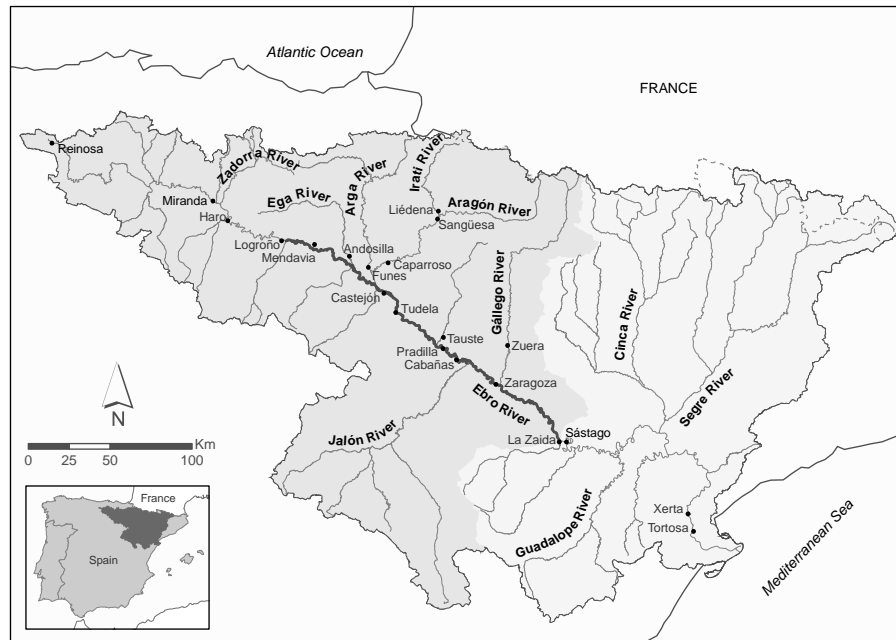 Atlantic Ocean
FRANCE
Reinosa
Zadorra River
Arga River
Irati River
Ega River
Miranda
Haro
Liédena
Aragón River
Sangüesa
Logroño
Mendavia
Andosilla
Caparroso
Funes
Castejón
Tudela
Gállego River
Cinca River
Tauste
Pradilla
Cabañas
Zuera
Zaragoza
Ebro River
Segre River
Jalón River
La Zaida
Sástago
Guadalope River
Xerta
Tortosa
Mediterranean Sea
N
Km
0 25 50 100
France
Spain